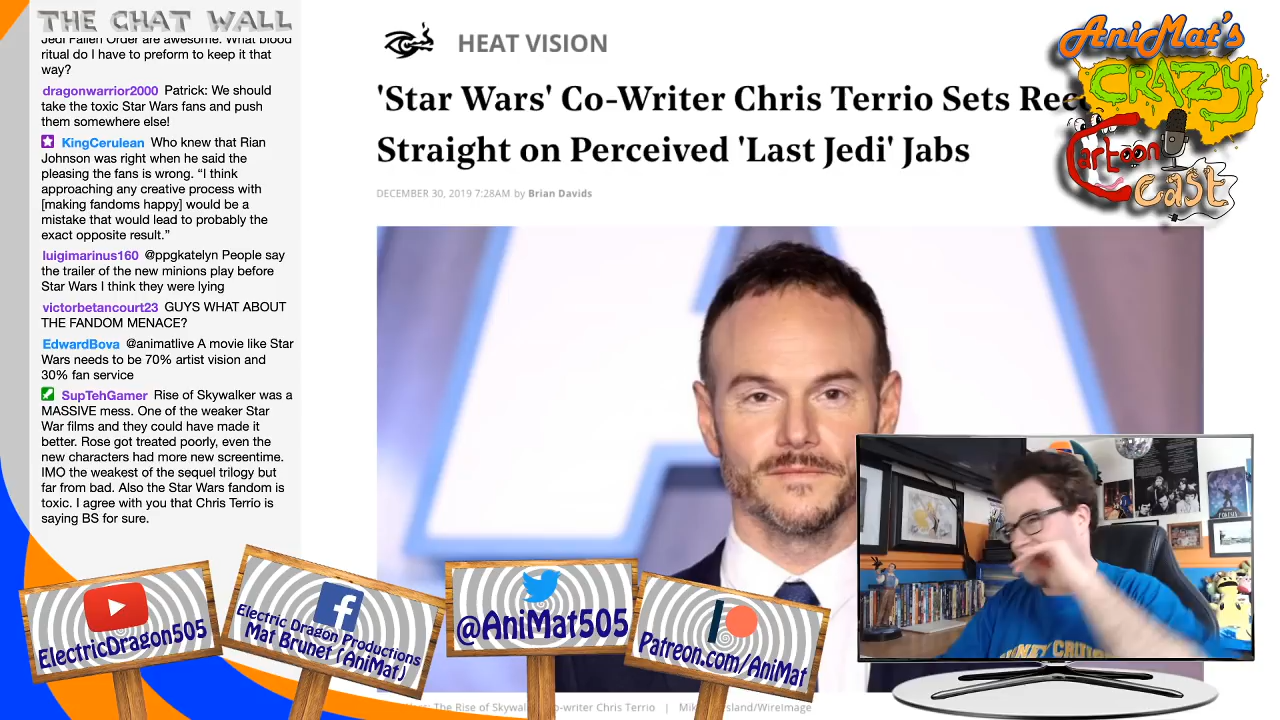 THE CHAT WALL
Jedi Fallen Order are awesome. What blood
ritual do I have to preform to keep it that
way?
dragonwarrior2000 Patrick: We should
take the toxic Star Wars fans and push
them somewhere else!
KingCerulean Who knew that Rian
Johnson was right when he said the
pleasing the fans is wrong. “I think
approaching any creative process with
[making fandoms happy] would be a
mistake that would lead to probably the
exact opposite result.”
luigimarinus160 @ppgkatelyn People say
the trailer of the new minions play before
Star Wars I think they were lying
victorbetancourt23 GUYS WHAT ABOUT
THE FANDOM MENACE?
EdwardBova @animatlive A movie like Star
Wars needs to be 70% artist vision and
30% fan service
SupTehGamer Rise of Skywalker was a
MASSIVE mess. One of the weaker Star
War films and they could have made it
better. Rose got treated poorly, even the
new characters had more new screentime.
IMO the weakest of the sequel trilogy but
far from bad. Also the Star Wars fandom is
toxic. I agree with you that Chris Terrio is
saying BS for sure.
HEAT VISION
'Star Wars' Co-Writer Chris Terrio Sets
Straight on Perceived 'Last Jedi' Jabs
DECEMBER 30, 2019 7:28AM by Brian Davids
AniMat's
CRAZY
Cartoon
Cast
ElectricDragon505
Electric Dragon Productions
Mat Brunet (AniMat)
@AniMat505
Patreon.com/AniMat
The Rise of Skywalker co-writer Chris Terrio |